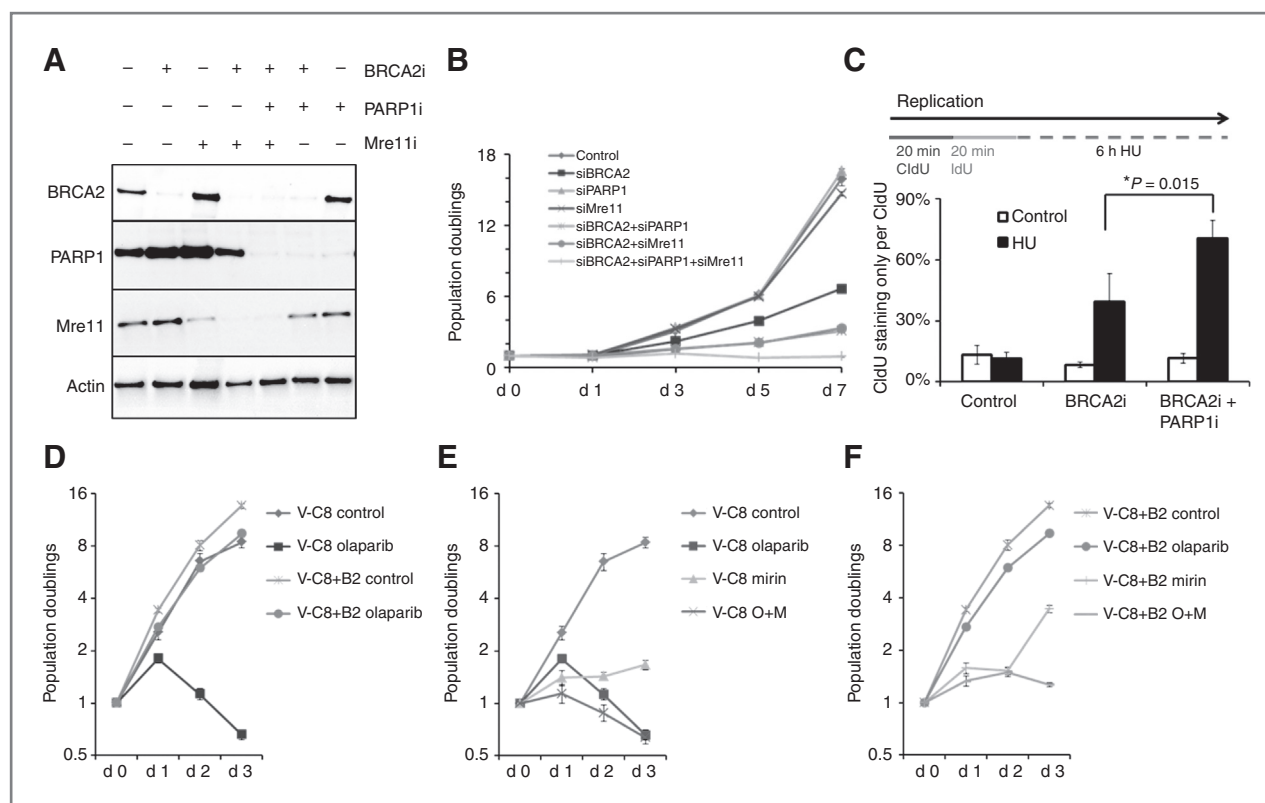 A
– + – + + + – BRCA2i
– – – – + + + PARP1i
– – + + + – – Mre11i
BRCA2
PARP1
Mre11
Actin
B
Population doublings
18
12
6
0
d 0 d 1 d 3 d 5 d 7
Control
siBRCA2
siPARP1
siMre11
siBRCA2+siPARP1
siBRCA2+siMre11
siBRCA2+siPARP1+siMre11
C
Replication
20 min
CldU
20 min
IdU
6 h HU
*P = 0.015
CldU staining only per CldU
90%
60%
30%
0%
Control
HU
Control
BRCA2i
BRCA2i +
PARP1i
D
Population doublings
16
8
4
2
1
0.5
d 0 d 1 d 2 d 3
V-C8 control
V-C8 olaparib
V-C8+B2 control
V-C8+B2 olaparib
E
Population doublings
16
8
4
2
1
0.5
d 0 d 1 d 2 d 3
V-C8 control
V-C8 olaparib
V-C8 mirin
V-C8 O+M
F
Population doublings
16
8
4
2
1
0.5
d 0 d 1 d 2 d 3
V-C8+B2 control
V-C8+B2 olaparib
V-C8+B2 mirin
V-C8+B2 O+M